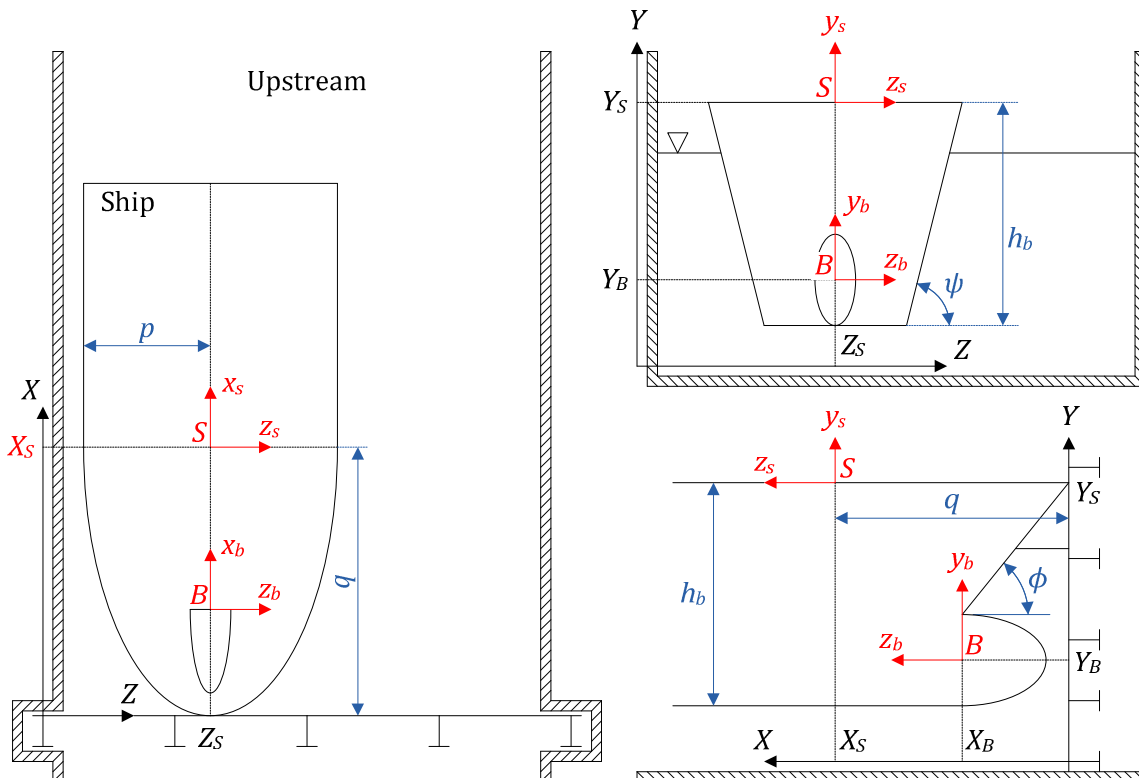 Upstream
Ship
p
X
x_s
S
z_s
X_S
q
x_b
B
z_b
Z
Z_S
Y
y_s
S
z_s
Y_S
y_b
h_b
B
z_b
Y_B
ψ
Z_S
Z
y_s
Y
z_s
S
Y_S
q
y_b
h_b
ϕ
z_b
B
Y_B
X
X_S
X_B